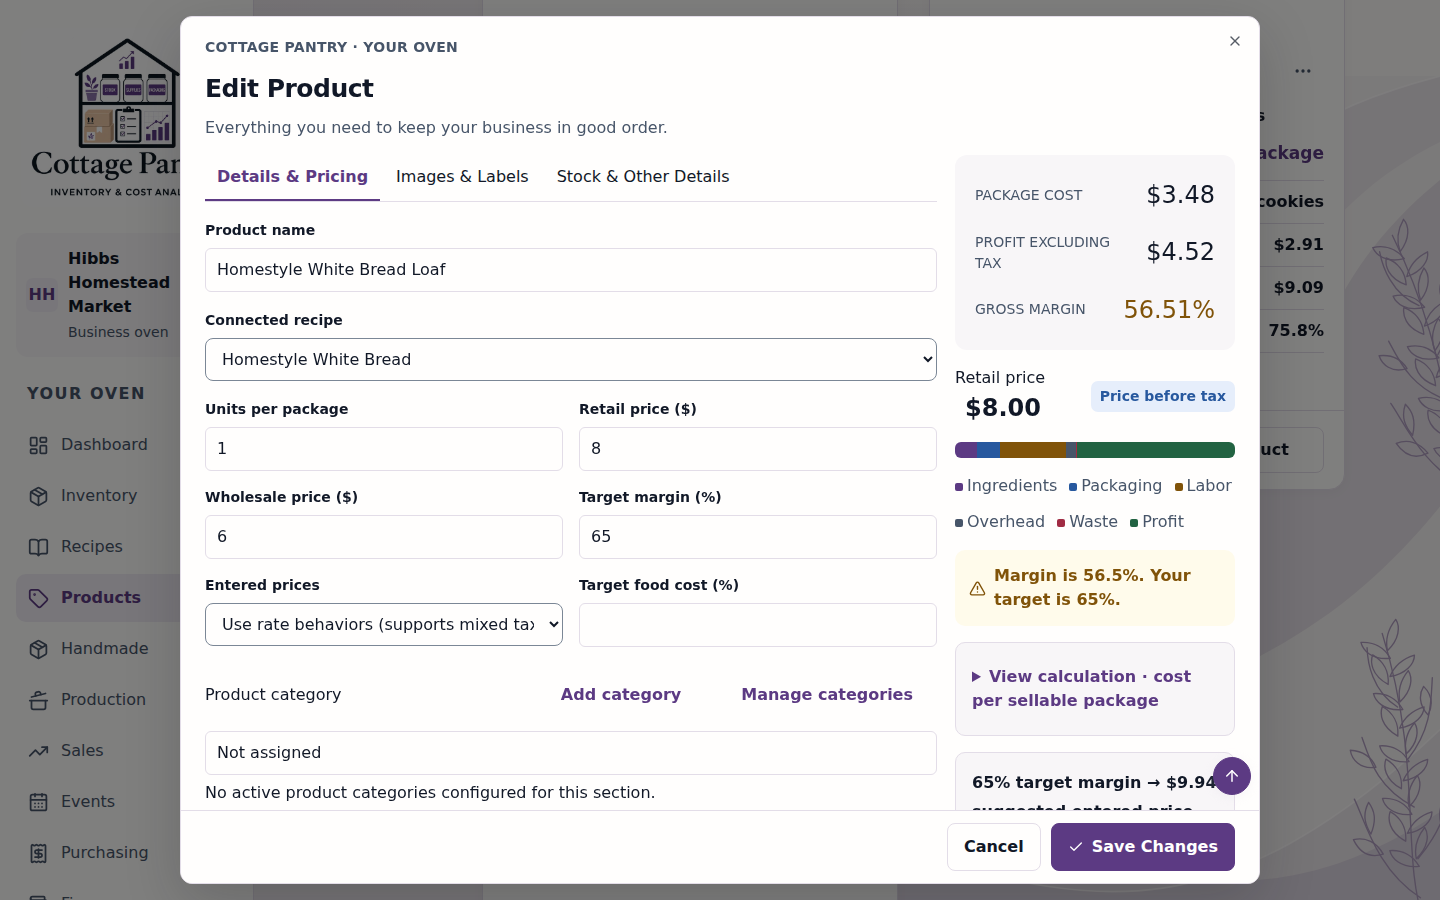 Cottage Pan
INVENTORY & COST ANAL
HH
Hibbs
Homestead
Market
Business oven
YOUR OVEN
Dashboard
Inventory
Recipes
Products
Handmade
Production
Sales
Events
Purchasing
COTTAGE PANTRY · YOUR OVEN
×
Edit Product
Everything you need to keep your business in good order.
Details & Pricing
Images & Labels
Stock & Other Details
Product name
Homestyle White Bread Loaf
Connected recipe
Homestyle White Bread
Units per package
Retail price ($)
1
8
Wholesale price ($)
Target margin (%)
6
65
Entered prices
Target food cost (%)
Use rate behaviors (supports mixed tax
Product category
Add category
Manage categories
Not assigned
No active product categories configured for this section.
PACKAGE COST
$3.48
PROFIT EXCLUDING
TAX
$4.52
GROSS MARGIN
56.51%
Retail price
$8.00
Price before tax
Ingredients
Packaging
Labor
Overhead
Waste
Profit
Margin is 56.5%. Your
target is 65%.
View calculation · cost
per sellable package
65% target margin → $9.94
suggested entered price
Cancel
Save Changes
...
s
ackage
cookies
$2.91
$9.09
75.8%
uct